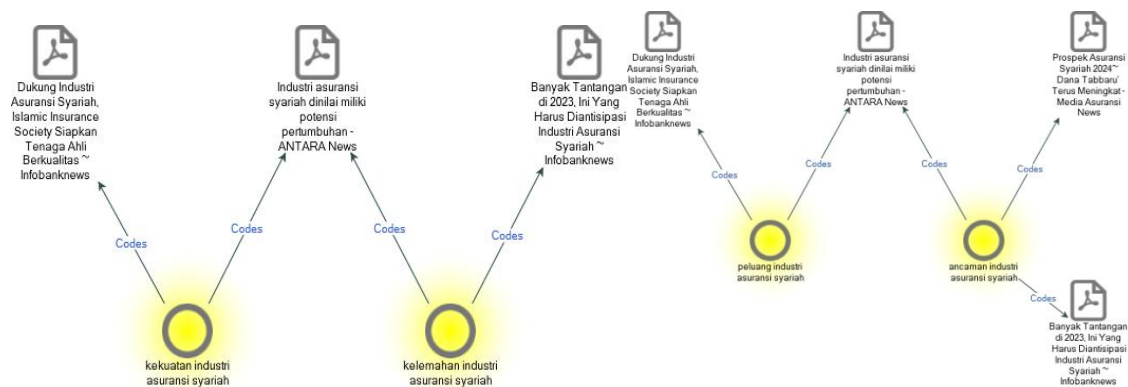 Dukung Industri
Asuransi Syariah,
Islamic Insurance
Society Siapkan
Tenaga Ahli
Berkualitas ~
Infobanknews
Industri asuransi
syariah dinilai miliki
potensi
pertumbuhan -
ANTARA News
Banyak Tantangan
di 2023, Ini Yang
Harus Diantisipasi
Industri Asuransi
Syariah ~
Infobanknews
Codes
Codes
Codes
Codes
kekuatan industri
asuransi syariah
kelemahan industri
asuransi syariah
Dukung Industri
Asuransi Syariah,
Islamic Insurance
Society Siapkan
Tenaga Ahli
Berkualitas ~
Infobanknews
Industri asuransi
syariah dinilai miliki
potensi
pertumbuhan -
ANTARA News
Prospek Asuransi
Syariah 2024~
Dana Tabbaru'
Terus Meningkat -
Media Asuransi
News
Codes
Codes
Codes
Codes
peluang industri
asuransi syariah
ancaman industri
asuransi syariah
Codes
Banyak Tantangan
di 2023, Ini Yang
Harus Diantisipasi
Industri Asuransi
Syariah ~
Infobanknews